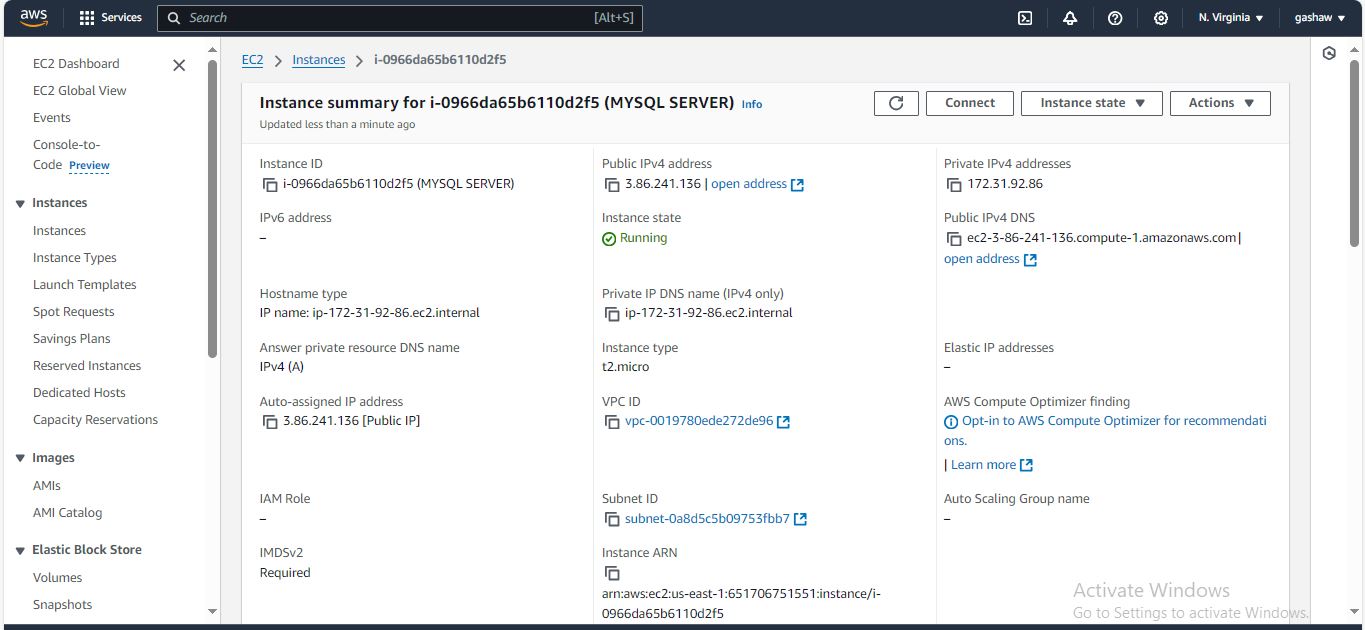 aws
Services
Search
[Alt+S]
N. Virginia
gashaw
EC2 Dashboard
EC2 Global View
Events
Console-to-
Code Preview
Instances
Instances
Instance Types
Launch Templates
Spot Requests
Savings Plans
Reserved Instances
Dedicated Hosts
Capacity Reservations
Images
AMIs
AMI Catalog
Elastic Block Store
Volumes
Snapshots
EC2 > Instances > i-0966da65b6110d2f5
Instance summary for i-0966da65b6110d2f5 (MYSQL SERVER) Info
Updated less than a minute ago
Connect
Instance state
Actions
Instance ID
i-0966da65b6110d2f5 (MYSQL SERVER)
Public IPv4 address
3.86.241.136 | open address
Private IPv4 addresses
172.31.92.86
IPv6 address
–
Instance state
Running
Public IPv4 DNS
ec2-3-86-241-136.compute-1.amazonaws.com |
open address
Hostname type
IP name: ip-172-31-92-86.ec2.internal
Private IP DNS name (IPv4 only)
ip-172-31-92-86.ec2.internal
Answer private resource DNS name
IPv4 (A)
Instance type
t2.micro
Elastic IP addresses
–
Auto-assigned IP address
3.86.241.136 [Public IP]
VPC ID
vpc-0019780ede272de96
AWS Compute Optimizer finding
Opt-in to AWS Compute Optimizer for recommendati
ons.
| Learn more
IAM Role
–
Subnet ID
subnet-0a8d5c5b09753fbb7
Auto Scaling Group name
–
IMDSv2
Required
Instance ARN
arn:aws:ec2:us-east-1:651706751551:instance/i-
0966da65b6110d2f5
Activate Windows
Go to Settings to activate Windows.